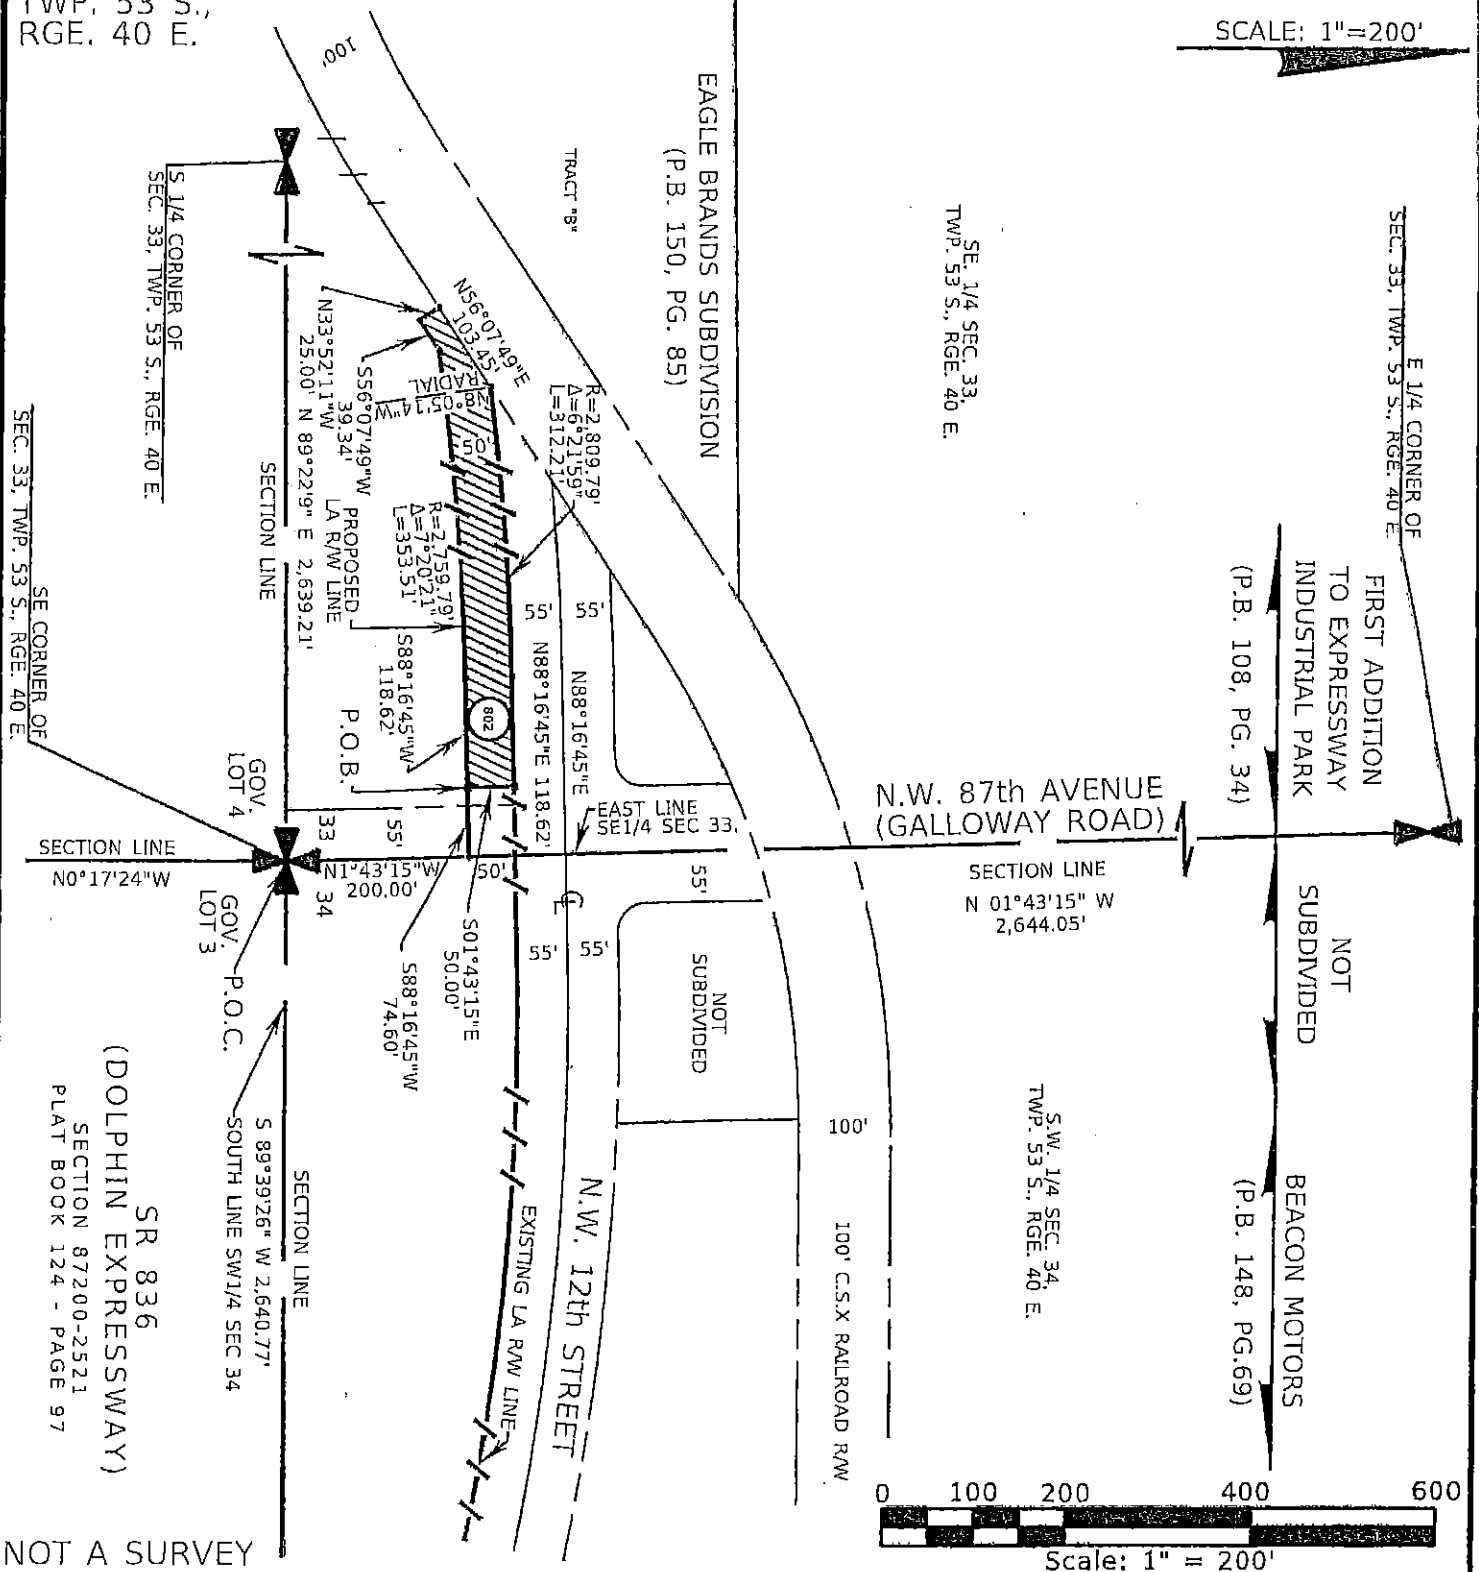 TWP. 53 S.,
RGE. 40 E.
SCALE: 1"=200'
100'
EAGLE BRANDS SUBDIVISION
(P.B. 150, PG. 85)
TRACT "B"
SE. 1/4 SEC. 33,
TWP. 53 S., RGE. 40 E.
E 1/4 CORNER OF
SEC. 33, TWP. 53 S., RGE. 40 E.
FIRST ADDITION
TO EXPRESSWAY
INDUSTRIAL PARK
(P.B. 108, PG. 34)
S 1/4 CORNER OF
SEC. 33, TWP. 53 S., RGE. 40 E.
N56°07'49"E
103.45'
N33°52'11"W
25.00'
S56°07'49"W
39.34'
N8°05'14"W
RADIAL
50'
R=2,809.79'
Δ=6°21'59"
L=312.21'
R=2,759.79'
Δ=7°20'21"
L=353.51'
PROPOSED
LA R/W LINE
N 89°22'9" E 2,639.21'
SECTION LINE
55'
55'
S88°16'45"W
118.62'
N88°16'45"E 118.62'
N88°16'45"E
802
P.O.B.
EAST LINE
SE1/4 SEC 33,
N.W. 87th AVENUE
(GALLOWAY ROAD)
SECTION LINE
N 01°43'15" W
2,644.05'
SE CORNER OF
SEC. 33, TWP. 53 S., RGE. 40 E.
GOV.
LOT 4
33
34
55'
SECTION LINE
N0°17'24"W
N1°43'15"W
200.00'
50'
55'
GOV.
LOT 3
P.O.C.
S01°43'15"E
50.00'
S88°16'45"W
74.60'
CL
55'
55'
NOT
SUBDIVIDED
NOT
SUBDIVIDED
100'
S.W. 1/4 SEC. 34,
TWP. 53 S., RGE. 40 E.
BEACON MOTORS
(P.B. 148, PG.69)
100' C.S.X RAILROAD R/W
N.W. 12th STREET
EXISTING LA R/W LINE
SECTION LINE
S 89°39'26" W 2,640.77'
SOUTH LINE SW1/4 SEC 34
SR 836
(DOLPHIN EXPRESSWAY)
SECTION 87200-2521
PLAT BOOK 124 - PAGE 97
0 100 200 400 600
Scale: 1" = 200'
NOT A SURVEY